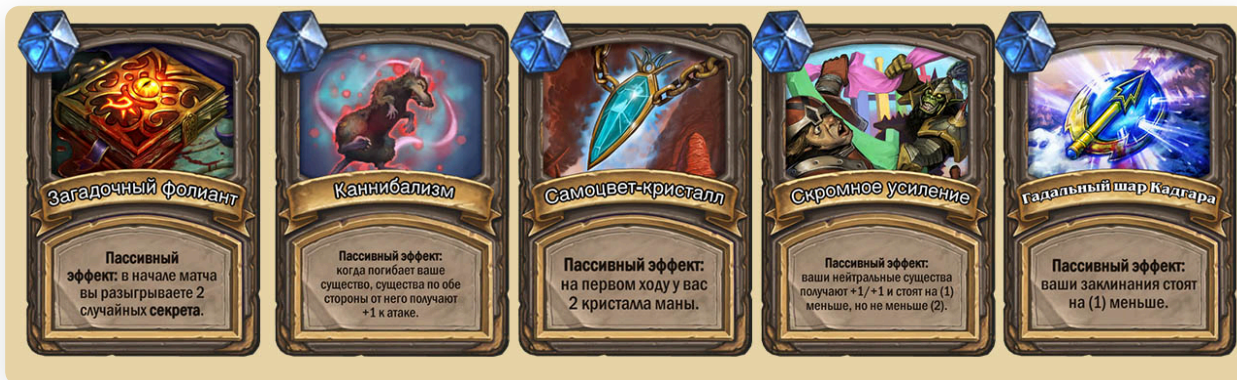 Загадочный фолиант
Пассивный
эффект: в начале матча
вы разыгрываете 2
случайных секрета.
Каннибализм
Пассивный эффект:
когда погибает ваше
существо, существа по обе
стороны от него получают
+1 к атаке.
Самоцвет-кристалл
Пассивный эффект:
на первом ходу у вас
2 кристалла маны.
Скромное усиление
Пассивный эффект:
ваши нейтральные существа
получают +1/+1 и стоят на (1)
меньше, но не меньше (2).
Гадальный шар Кадгара
Пассивный эффект:
ваши заклинания стоят
на (1) меньше.